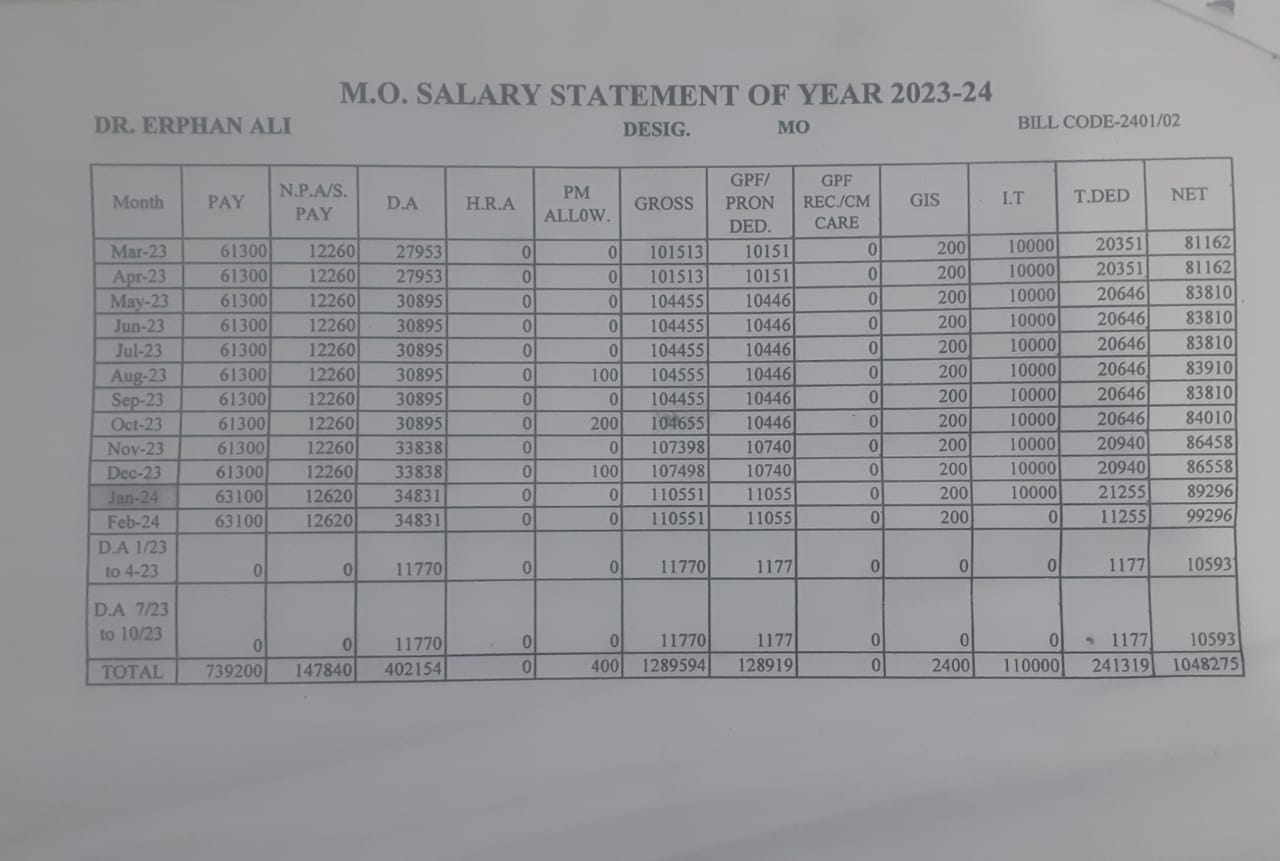 M.O. SALARY STATEMENT OF YEAR 2023-24
DR. ERPHAN ALI DESIG. MO BILL CODE-2401/02
Month PAY N.P.A/S. PAY D.A H.R.A PM ALL0W. GROSS GPF/ PRON DED. GPF REC./CM CARE GIS I.T T.DED NET
Mar-23 61300 12260 27953 0 0 101513 10151 0 200 10000 20351 81162
Apr-23 61300 12260 27953 0 0 101513 10151 0 200 10000 20351 81162
May-23 61300 12260 30895 0 0 104455 10446 0 200 10000 20646 83810
Jun-23 61300 12260 30895 0 0 104455 10446 0 200 10000 20646 83810
Jul-23 61300 12260 30895 0 0 104455 10446 0 200 10000 20646 83810
Aug-23 61300 12260 30895 0 100 104555 10446 0 200 10000 20646 83910
Sep-23 61300 12260 30895 0 0 104455 10446 0 200 10000 20646 83810
Oct-23 61300 12260 30895 0 200 104655 10446 0 200 10000 20646 84010
Nov-23 61300 12260 33838 0 0 107398 10740 0 200 10000 20940 86458
Dec-23 61300 12260 33838 0 100 107498 10740 0 200 10000 20940 86558
Jan-24 63100 12620 34831 0 0 110551 11055 0 200 10000 21255 89296
Feb-24 63100 12620 34831 0 0 110551 11055 0 200 0 11255 99296
D.A 1/23
to 4-23 0 0 11770 0 0 11770 1177 0 0 0 1177 10593
D.A 7/23
to 10/23 0 0 11770 0 0 11770 1177 0 0 0 1177 10593
TOTAL 739200 147840 402154 0 400 1289594 128919 0 2400 110000 241319 1048275